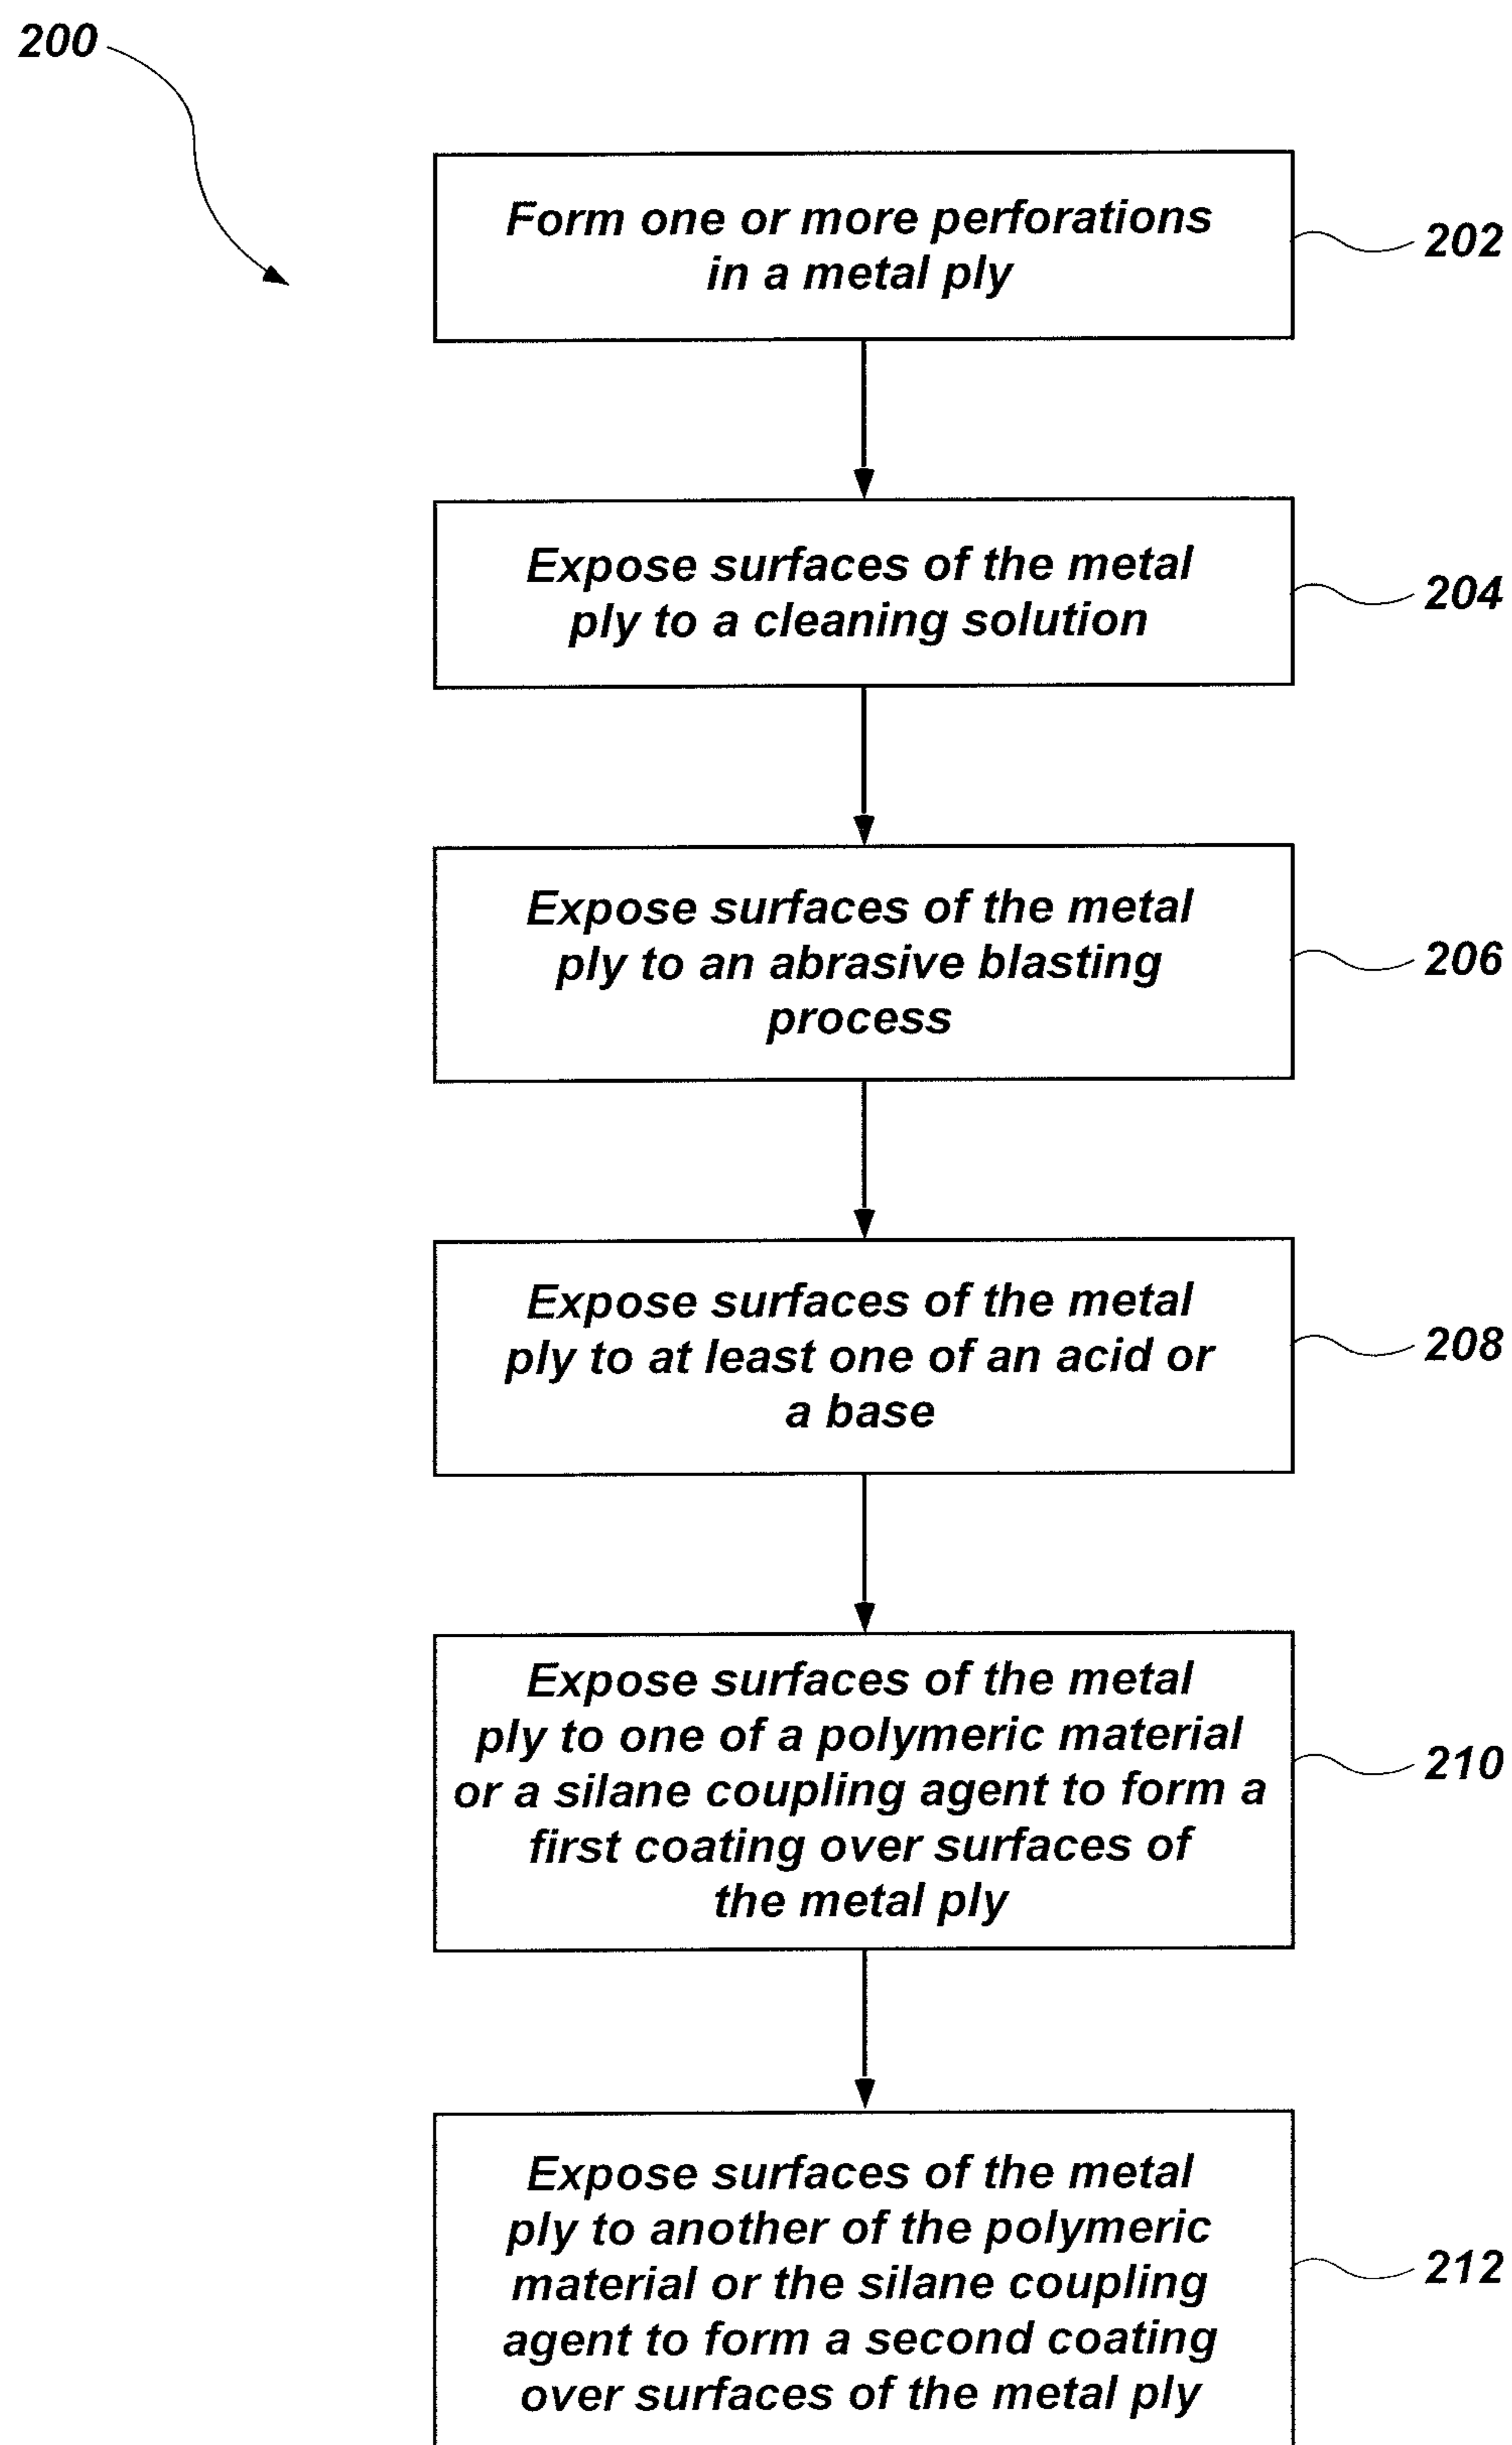 200
Form one or more perforations
in a metal ply
202
Expose surfaces of the metal
ply to a cleaning solution
204
Expose surfaces of the metal
ply to an abrasive blasting
process
206
Expose surfaces of the metal
ply to at least one of an acid or
a base
208
Expose surfaces of the metal
ply to one of a polymeric material
or a silane coupling agent to form a
first coating over surfaces of
the metal ply
210
Expose surfaces of the metal
ply to another of the polymeric
material or the silane coupling
agent to form a second coating
over surfaces of the metal ply
212